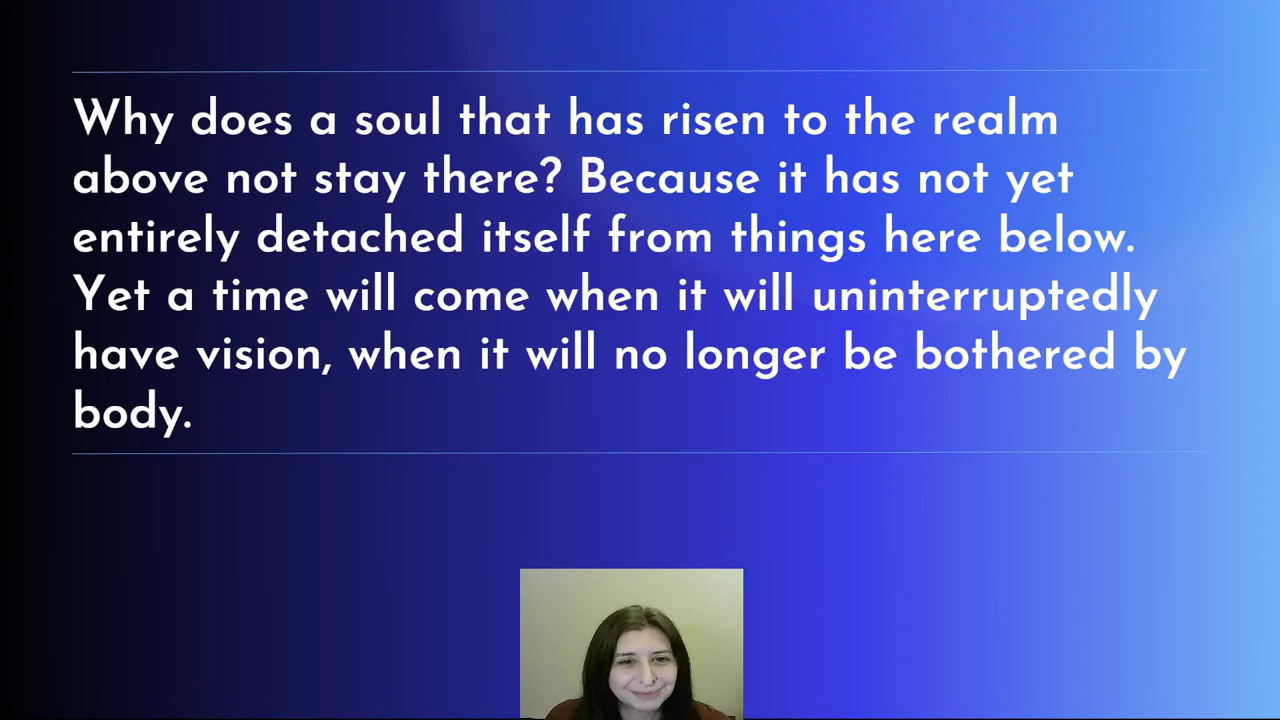 Why does a soul that has risen to the realm
above not stay there? Because it has not yet
entirely detached itself from things here below.
Yet a time will come when it will uninterruptedly
have vision, when it will no longer be bothered by
body.